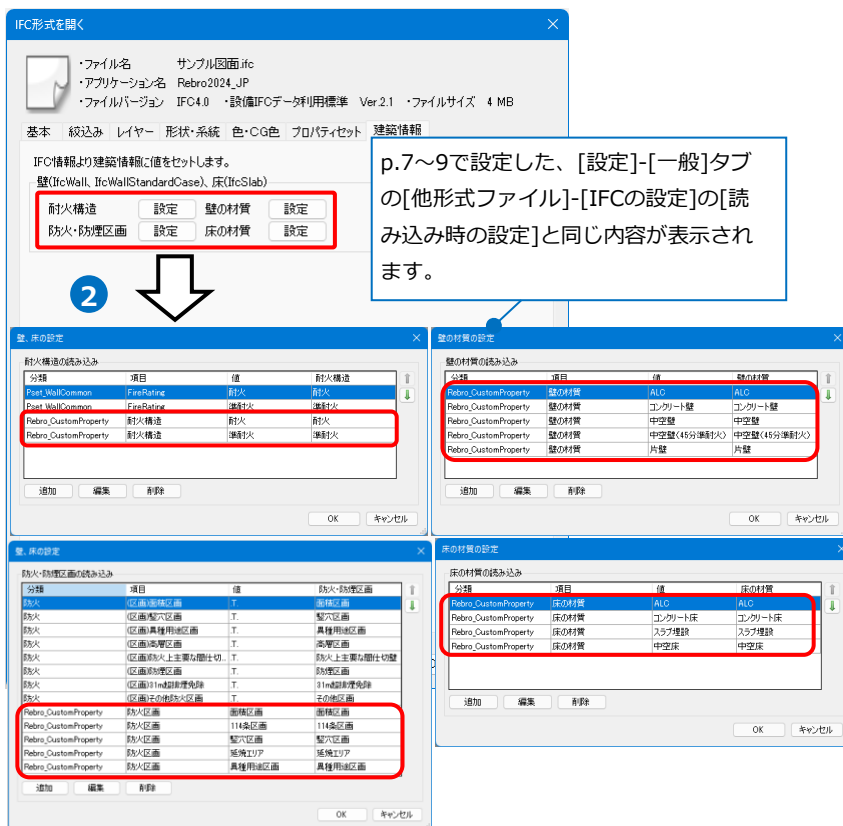 IFC形式を開く
・ファイル名 サンプル図面.ifc
・アプリケーション名 Rebro2024_JP
・ファイルバージョン IFC4.0 ・設備IFCデータ利用標準 Ver.2.1 ・ファイルサイズ 4 MB
基本 絞込み レイヤー 形状・系統 色・CG色 プロパティセット 建築情報
IFC情報より建築情報に値をセットします。
壁(IfcWall、IfcWallStandardCase)、床(IfcSlab)
耐火構造 設定 壁の材質 設定
防火・防煙区画 設定 床の材質 設定
p.7～9で設定した、[設定]-[一般]タブ
の[他形式ファイル]-[IFCの設定]の[読
み込み時の設定]と同じ内容が表示され
ます。
2
壁、床の設定
耐火構造の読み込み
分類 項目 値 耐火構造
Pset_WallCommon FireRating 耐火 耐火
Pset_WallCommon FireRating 準耐火 準耐火
Rebro_CustomProperty 耐火構造 耐火 耐火
Rebro_CustomProperty 耐火構造 準耐火 準耐火
追加 編集 削除
OK キャンセル
壁の材質の設定
壁の材質の読み込み
分類 項目 値 壁の材質
Rebro_CustomProperty 壁の材質 ALC ALC
Rebro_CustomProperty 壁の材質 コンクリート壁 コンクリート壁
Rebro_CustomProperty 壁の材質 中空壁 中空壁
Rebro_CustomProperty 壁の材質 中空壁(45分準耐火) 中空壁(45分準耐火)
Rebro_CustomProperty 壁の材質 片壁 片壁
追加 編集 削除
OK キャンセル
壁、床の設定
防火・防煙区画の読み込み
分類 項目 値 防火・防煙区画
防火 (区画)面積区画 T. 面積区画
防火 (区画)竪穴区画 T. 竪穴区画
防火 (区画)異種用途区画 T. 異種用途区画
防火 (区画)高層区画 T. 高層区画
防火 (区画)防火上主要な間仕切.. T. 防火上主要な間仕切壁
防火 (区画)防煙区画 T. 防煙区画
防火 (区画)31m超排煙免除 T. 31m超排煙免除
防火 (区画)その他防火区画 T. その他区画
Rebro_CustomProperty 防火区画 面積区画 面積区画
Rebro_CustomProperty 防火区画 114条区画 114条区画
Rebro_CustomProperty 防火区画 竪穴区画 竪穴区画
Rebro_CustomProperty 防火区画 延焼エリア 延焼エリア
Rebro_CustomProperty 防火区画 異種用途区画 異種用途区画
追加 編集 削除
OK キャンセル
床の材質の設定
床の材質の読み込み
分類 項目 値 床の材質
Rebro_CustomProperty 床の材質 ALC ALC
Rebro_CustomProperty 床の材質 コンクリート床 コンクリート床
Rebro_CustomProperty 床の材質 スラブ埋設 スラブ埋設
Rebro_CustomProperty 床の材質 中空床 中空床
追加 編集 削除
OK キャンセル